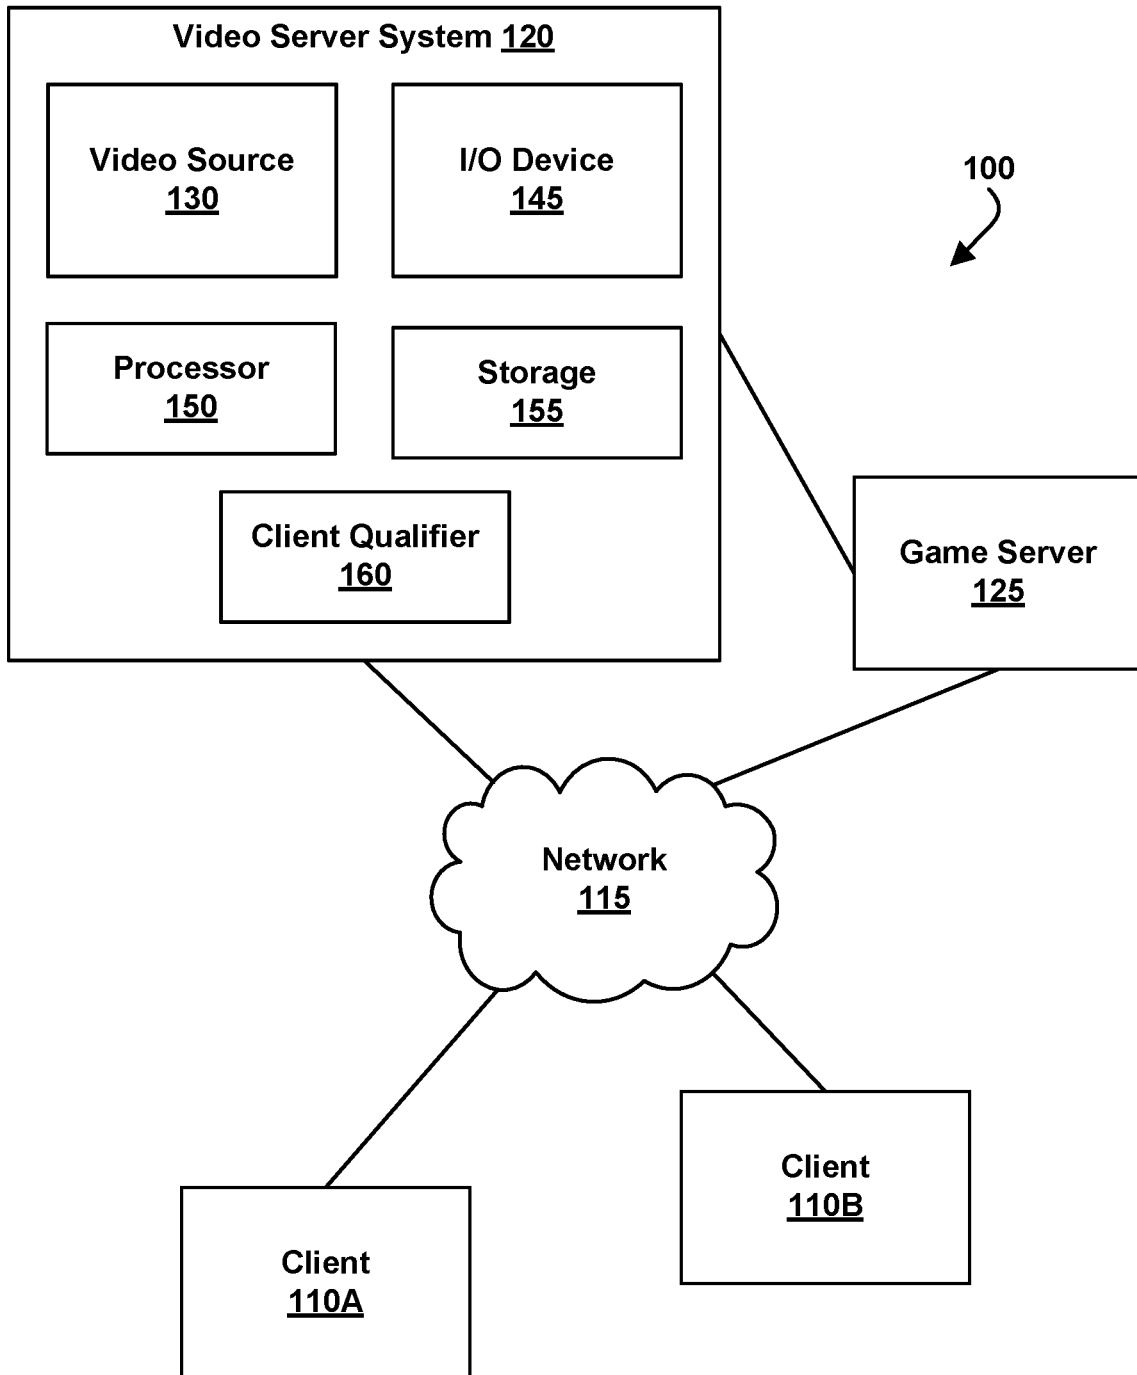 Video Server System 120
Video Source
130
I/O Device
145
100
Processor
150
Storage
155
Client Qualifier
160
Game Server
125
Network
115
Client
110B
Client
110A